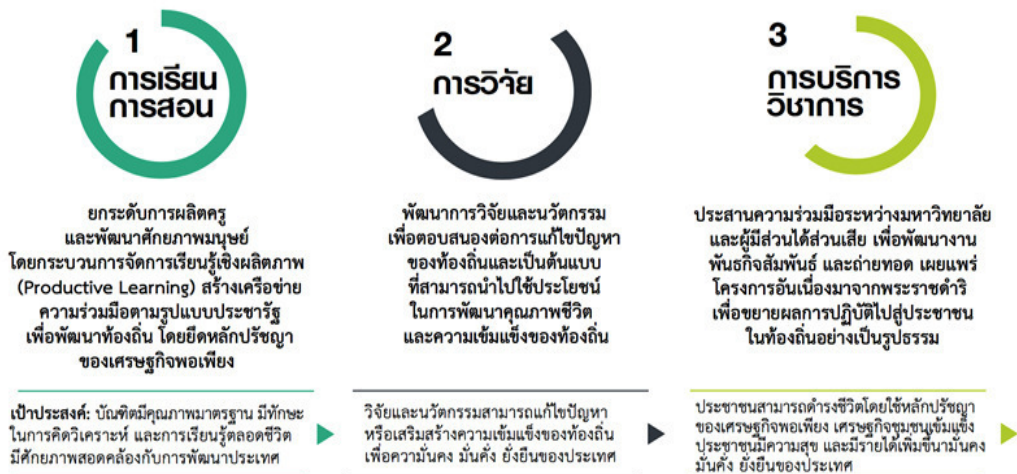 1
การเรียน
การสอน
ยกระดับการผลิตครู
และพัฒนาศักยภาพมนุษย์
โดยกระบวนการจัดการเรียนรู้เชิงผลิตภาพ
(Productive Learning) สร้างเครือข่าย
ความร่วมมือตามรูปแบบประชารัฐ
เพื่อพัฒนาท้องถิ่น โดยยึดหลักปรัชญา
ของเศรษฐกิจพอเพียง
เป้าประสงค์: บัณฑิตมีคุณภาพมาตรฐาน มีทักษะ
ในการคิดวิเคราะห์ และการเรียนรู้ตลอดชีวิต
มีศักยภาพสอดคล้องกับการพัฒนาประเทศ
2
การวิจัย
พัฒนาการวิจัยและนวัตกรรม
เพื่อตอบสนองต่อการแก้ไขปัญหา
ของท้องถิ่นและเป็นต้นแบบ
ที่สามารถนำไปใช้ประโยชน์
ในการพัฒนาคุณภาพชีวิต
และความเข้มแข็งของท้องถิ่น
วิจัยและนวัตกรรมสามารถแก้ไขปัญหา
หรือเสริมสร้างความเข้มแข็งของท้องถิ่น
เพื่อความั่นคง มั่งคั่ง ยั่งยืนของประเทศ
3
การบริการ
วิชาการ
ประสานความร่วมมือระหว่างมหาวิทยาลัย
และผู้มีส่วนได้ส่วนเสีย เพื่อพัฒนางาน
พันธกิจสัมพันธ์ และถ่ายทอด เผยแพร่
โครงการอันเนื่องมาจากพระราชดำริ
เพื่อขยายผลการปฏิบัติไปสู่ประชาชน
ในท้องถิ่นอย่างเป็นรูปธรรม
ประชาชนสามารถดำรงชีวิตโดยใช้หลักปรัชญา
ของเศรษฐกิจพอเพียง เศรษฐกิจชุมชนเข้มแข็ง
ประชาชนมีความสุข และมีรายได้เพิ่มขึ้นามั่นคง
มั่นคั่ง ยั่งยืนของประเทศ